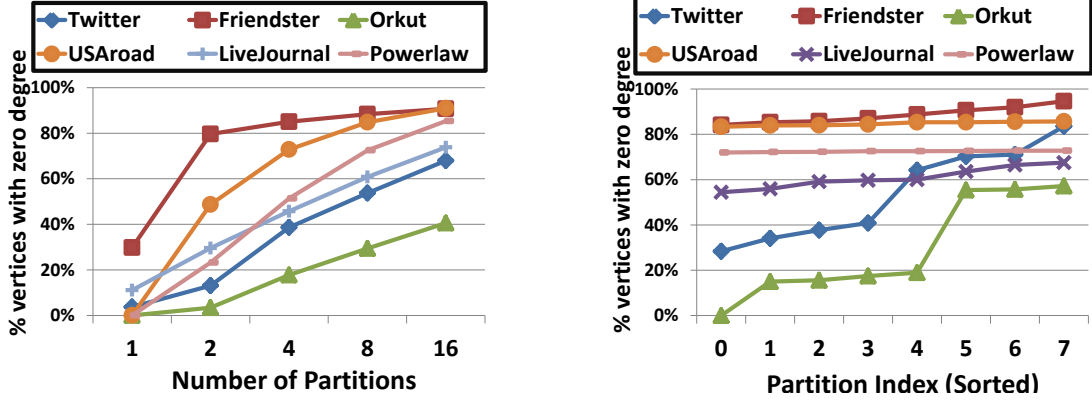 Twitter Friendster Orkut
USAroad LiveJournal Powerlaw
% vertices with zero degree
100%
80%
60%
40%
20%
0%
1 2 4 8 16
Number of Partitions
Twitter Friendster Orkut
USAroad LiveJournal Powerlaw
% vertices with zero degree
100%
80%
60%
40%
20%
0%
0 1 2 3 4 5 6 7
Partition Index (Sorted)